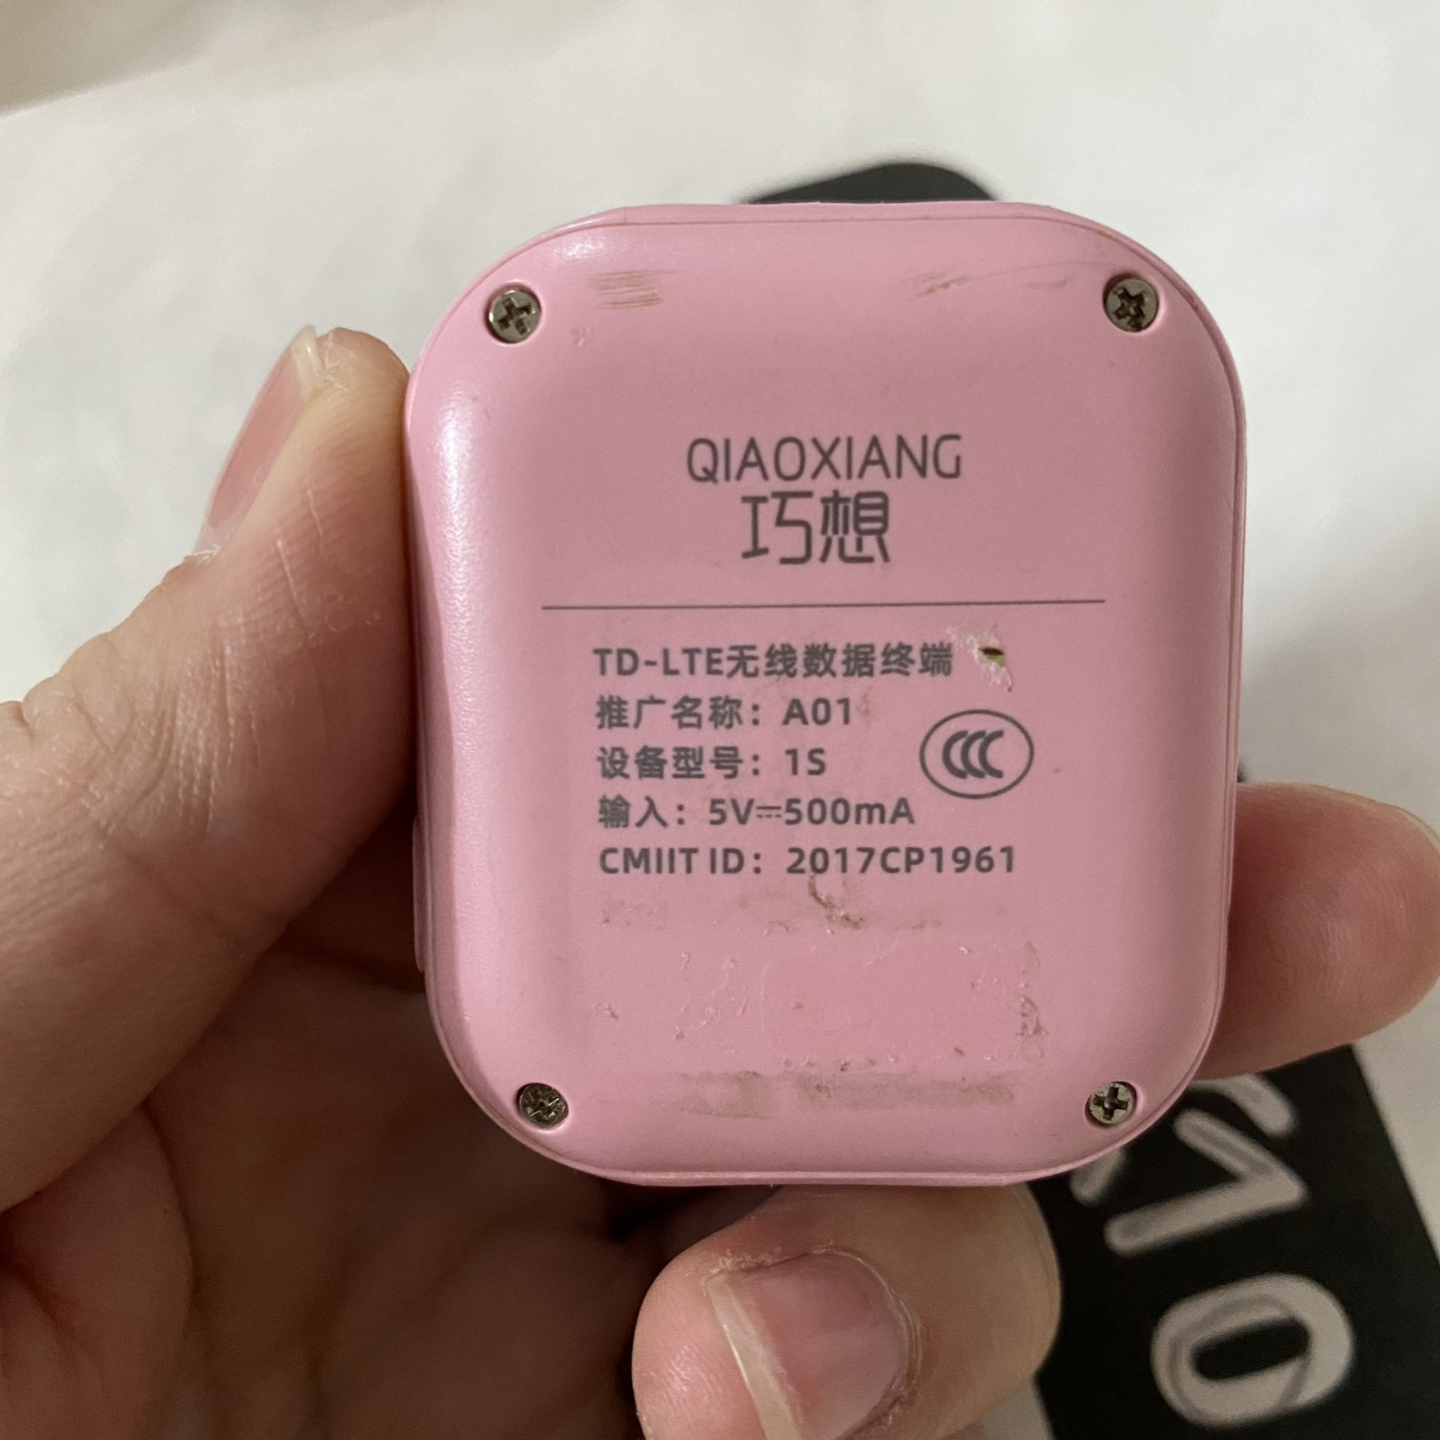 QIAOXIANG
巧想
TD-LTE无线数据终端
推广名称：A01
设备型号：1S
CCC
输入：5V⎓500mA
CMIIT ID：2017CP1961